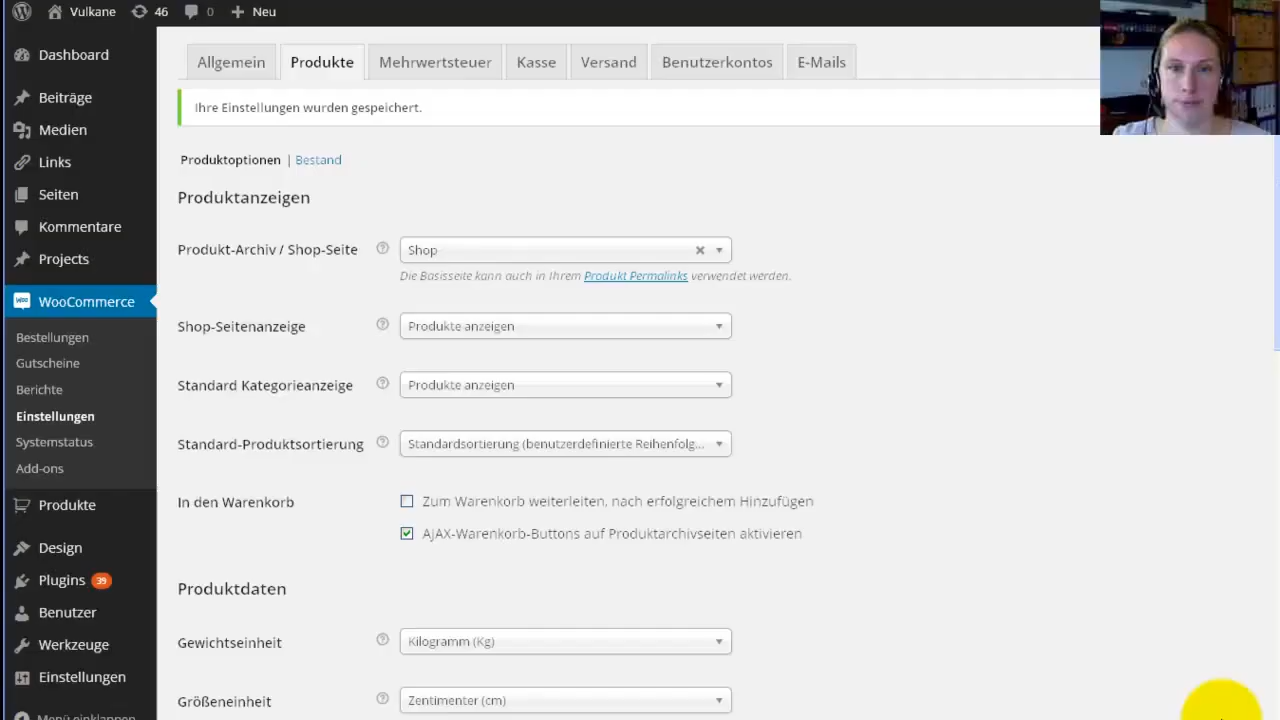 Vulkane 46 0 Neu
Dashboard
Beiträge
Medien
Links
Seiten
Kommentare
Projects
WooCommerce
Bestellungen
Gutscheine
Berichte
Einstellungen
Systemstatus
Add-ons
Produkte
Design
Plugins 39
Benutzer
Werkzeuge
Einstellungen
Menü einklappen
Allgemein Produkte Mehrwertsteuer Kasse Versand Benutzerkonten E-Mails
Ihre Einstellungen wurden gespeichert.
Produktoptionen | Bestand
Produktanzeigen
Produkt-Archiv / Shop-Seite Shop
Die Basisseite kann auch in Ihrem Produkt Permalinks verwendet werden.
Shop-Seitenanzeige Produkte anzeigen
Standard Kategorieanzeige Produkte anzeigen
Standard-Produktsortierung Standardsortierung (benutzerdefinierte Reihenfolg...
In den Warenkorb Zum Warenkorb weiterleiten, nach erfolgreichem Hinzufügen
AJAX-Warenkorb-Buttons auf Produktarchivseiten aktivieren
Produktdaten
Gewichtseinheit Kilogramm (Kg)
Größeneinheit Zentimenter (cm)